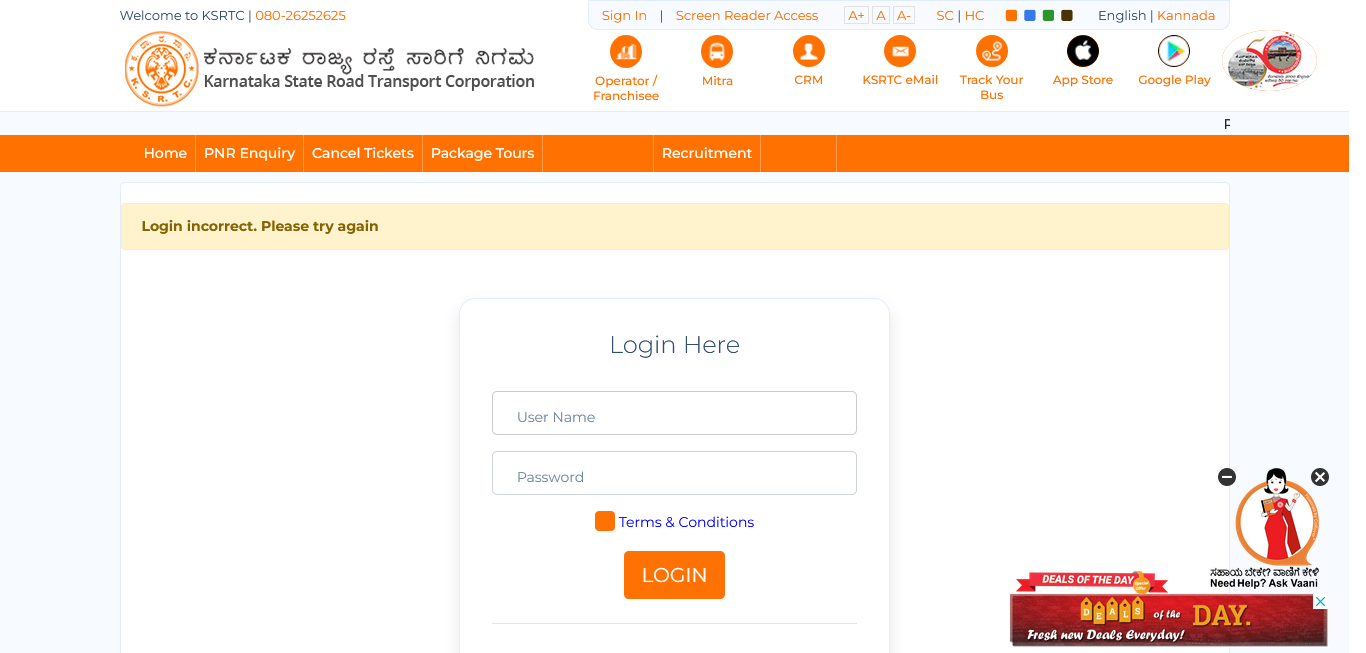 Welcome to KSRTC | 080-26252625
Sign In | Screen Reader Access A+ A A- SC | HC English | Kannada
ಕರ್ನಾಟಕ ರಾಜ್ಯ ರಸ್ತೆ ಸಾರಿಗೆ ನಿಗಮ
Karnataka State Road Transport Corporation
Operator /
Franchisee
Mitra
CRM
KSRTC eMail
Track Your
Bus
App Store
Google Play
Home PNR Enquiry Cancel Tickets Package Tours Recruitment
Login incorrect. Please try again
Login Here
User Name
Password
Terms & Conditions
LOGIN
ಸಹಾಯ ಬೇಕೇ? ವಾಣಿಗೆ ಕೇಳಿ
Need Help? Ask Vaani
DEALS OF THE DAY
Special
Offer
DEALS of the DAY.
Fresh new Deals Everyday!